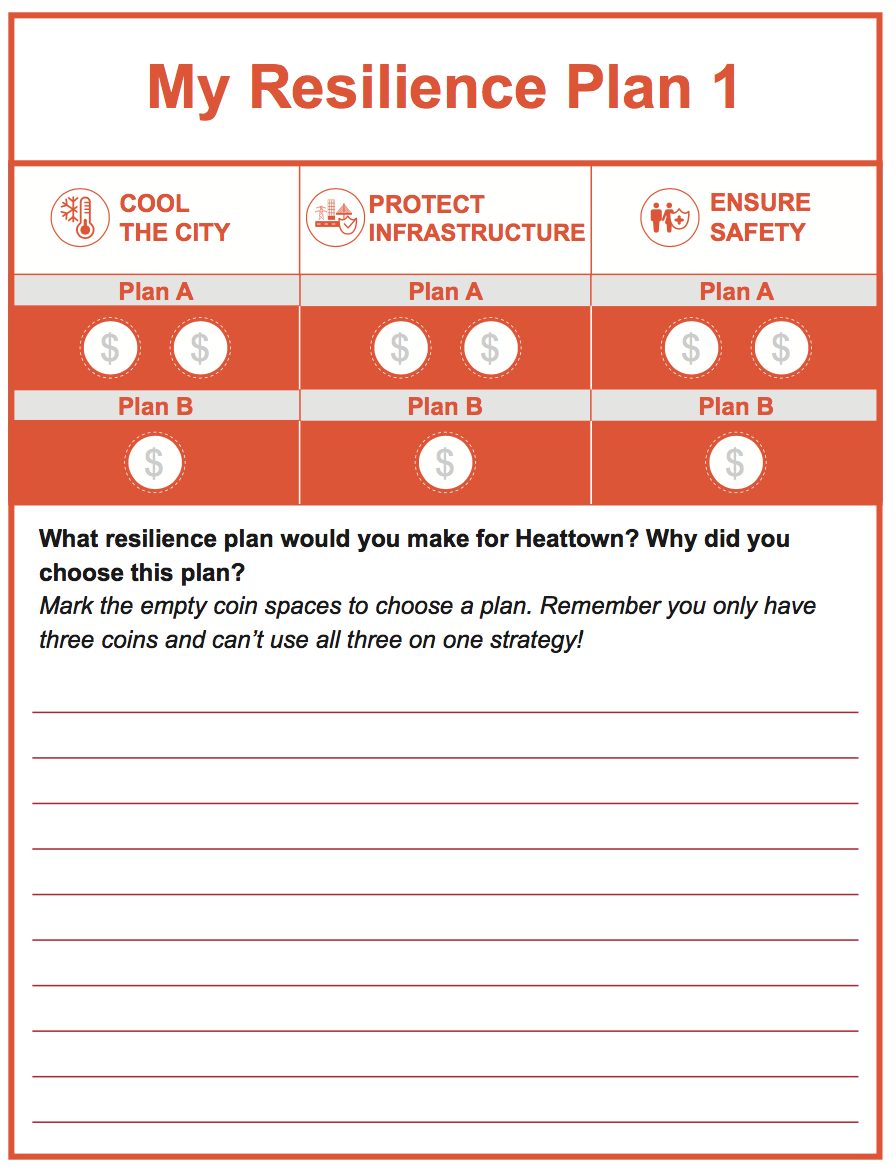 My Resilience Plan 1
COOL
THE CITY
PROTECT
INFRASTRUCTURE
ENSURE
SAFETY
Plan A
Plan A
Plan A
$ $
$ $
$ $
Plan B
Plan B
Plan B
$
$
$
What resilience plan would you make for Heattown? Why did you
choose this plan?
Mark the empty coin spaces to choose a plan. Remember you only have
three coins and can’t use all three on one strategy!